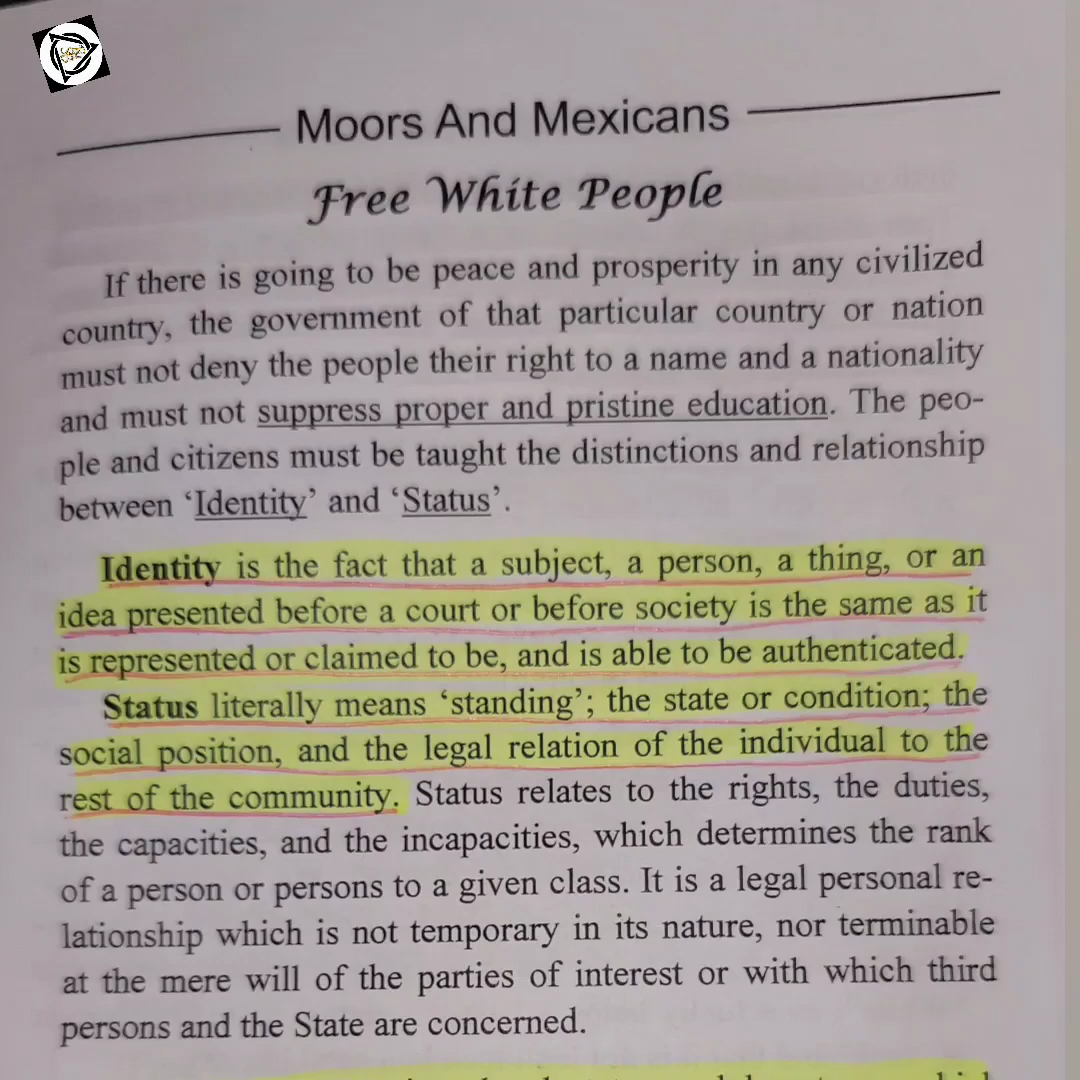 Moors And Mexicans
Free White People
If there is going to be peace and prosperity in any civilized
country, the government of that particular country or nation
must not deny the people their right to a name and a nationality
and must not suppress proper and pristine education. The peo-
ple and citizens must be taught the distinctions and relationship
between ‘Identity’ and ‘Status’.
Identity is the fact that a subject, a person, a thing, or an
idea presented before a court or before society is the same as it
is represented or claimed to be, and is able to be authenticated.
Status literally means ‘standing’; the state or condition; the
social position, and the legal relation of the individual to the
rest of the community. Status relates to the rights, the duties,
the capacities, and the incapacities, which determines the rank
of a person or persons to a given class. It is a legal personal re-
lationship which is not temporary in its nature, nor terminable
at the mere will of the parties of interest or with which third
persons and the State are concerned.